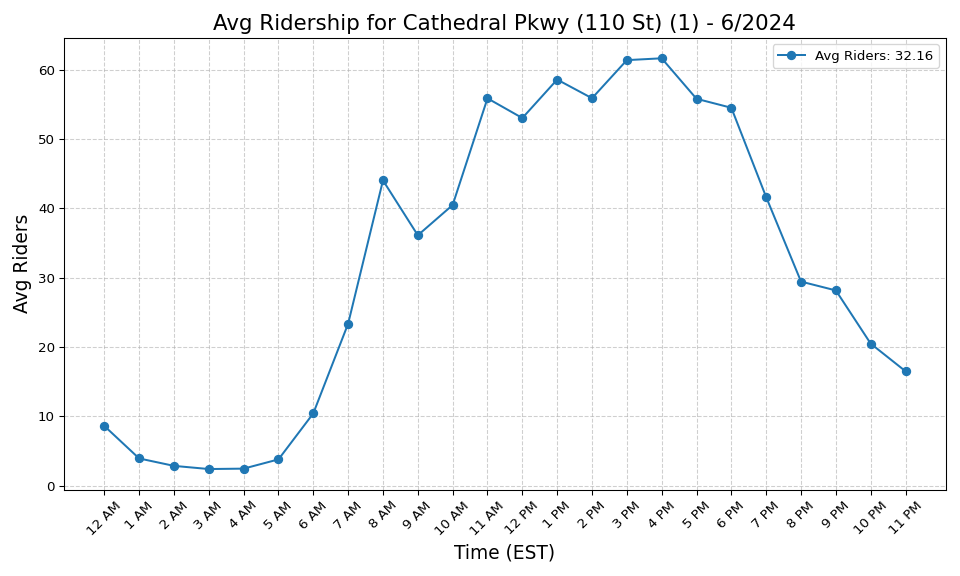 Avg Ridership for Cathedral Pkwy (110 St) (1) - 6/2024
Avg Riders: 32.16
Avg Riders
60
50
40
30
20
10
0
12 AM
1 AM
2 AM
3 AM
4 AM
5 AM
6 AM
7 AM
8 AM
9 AM
10 AM
11 AM
12 PM
1 PM
2 PM
3 PM
4 PM
5 PM
6 PM
7 PM
8 PM
9 PM
10 PM
11 PM
Time (EST)